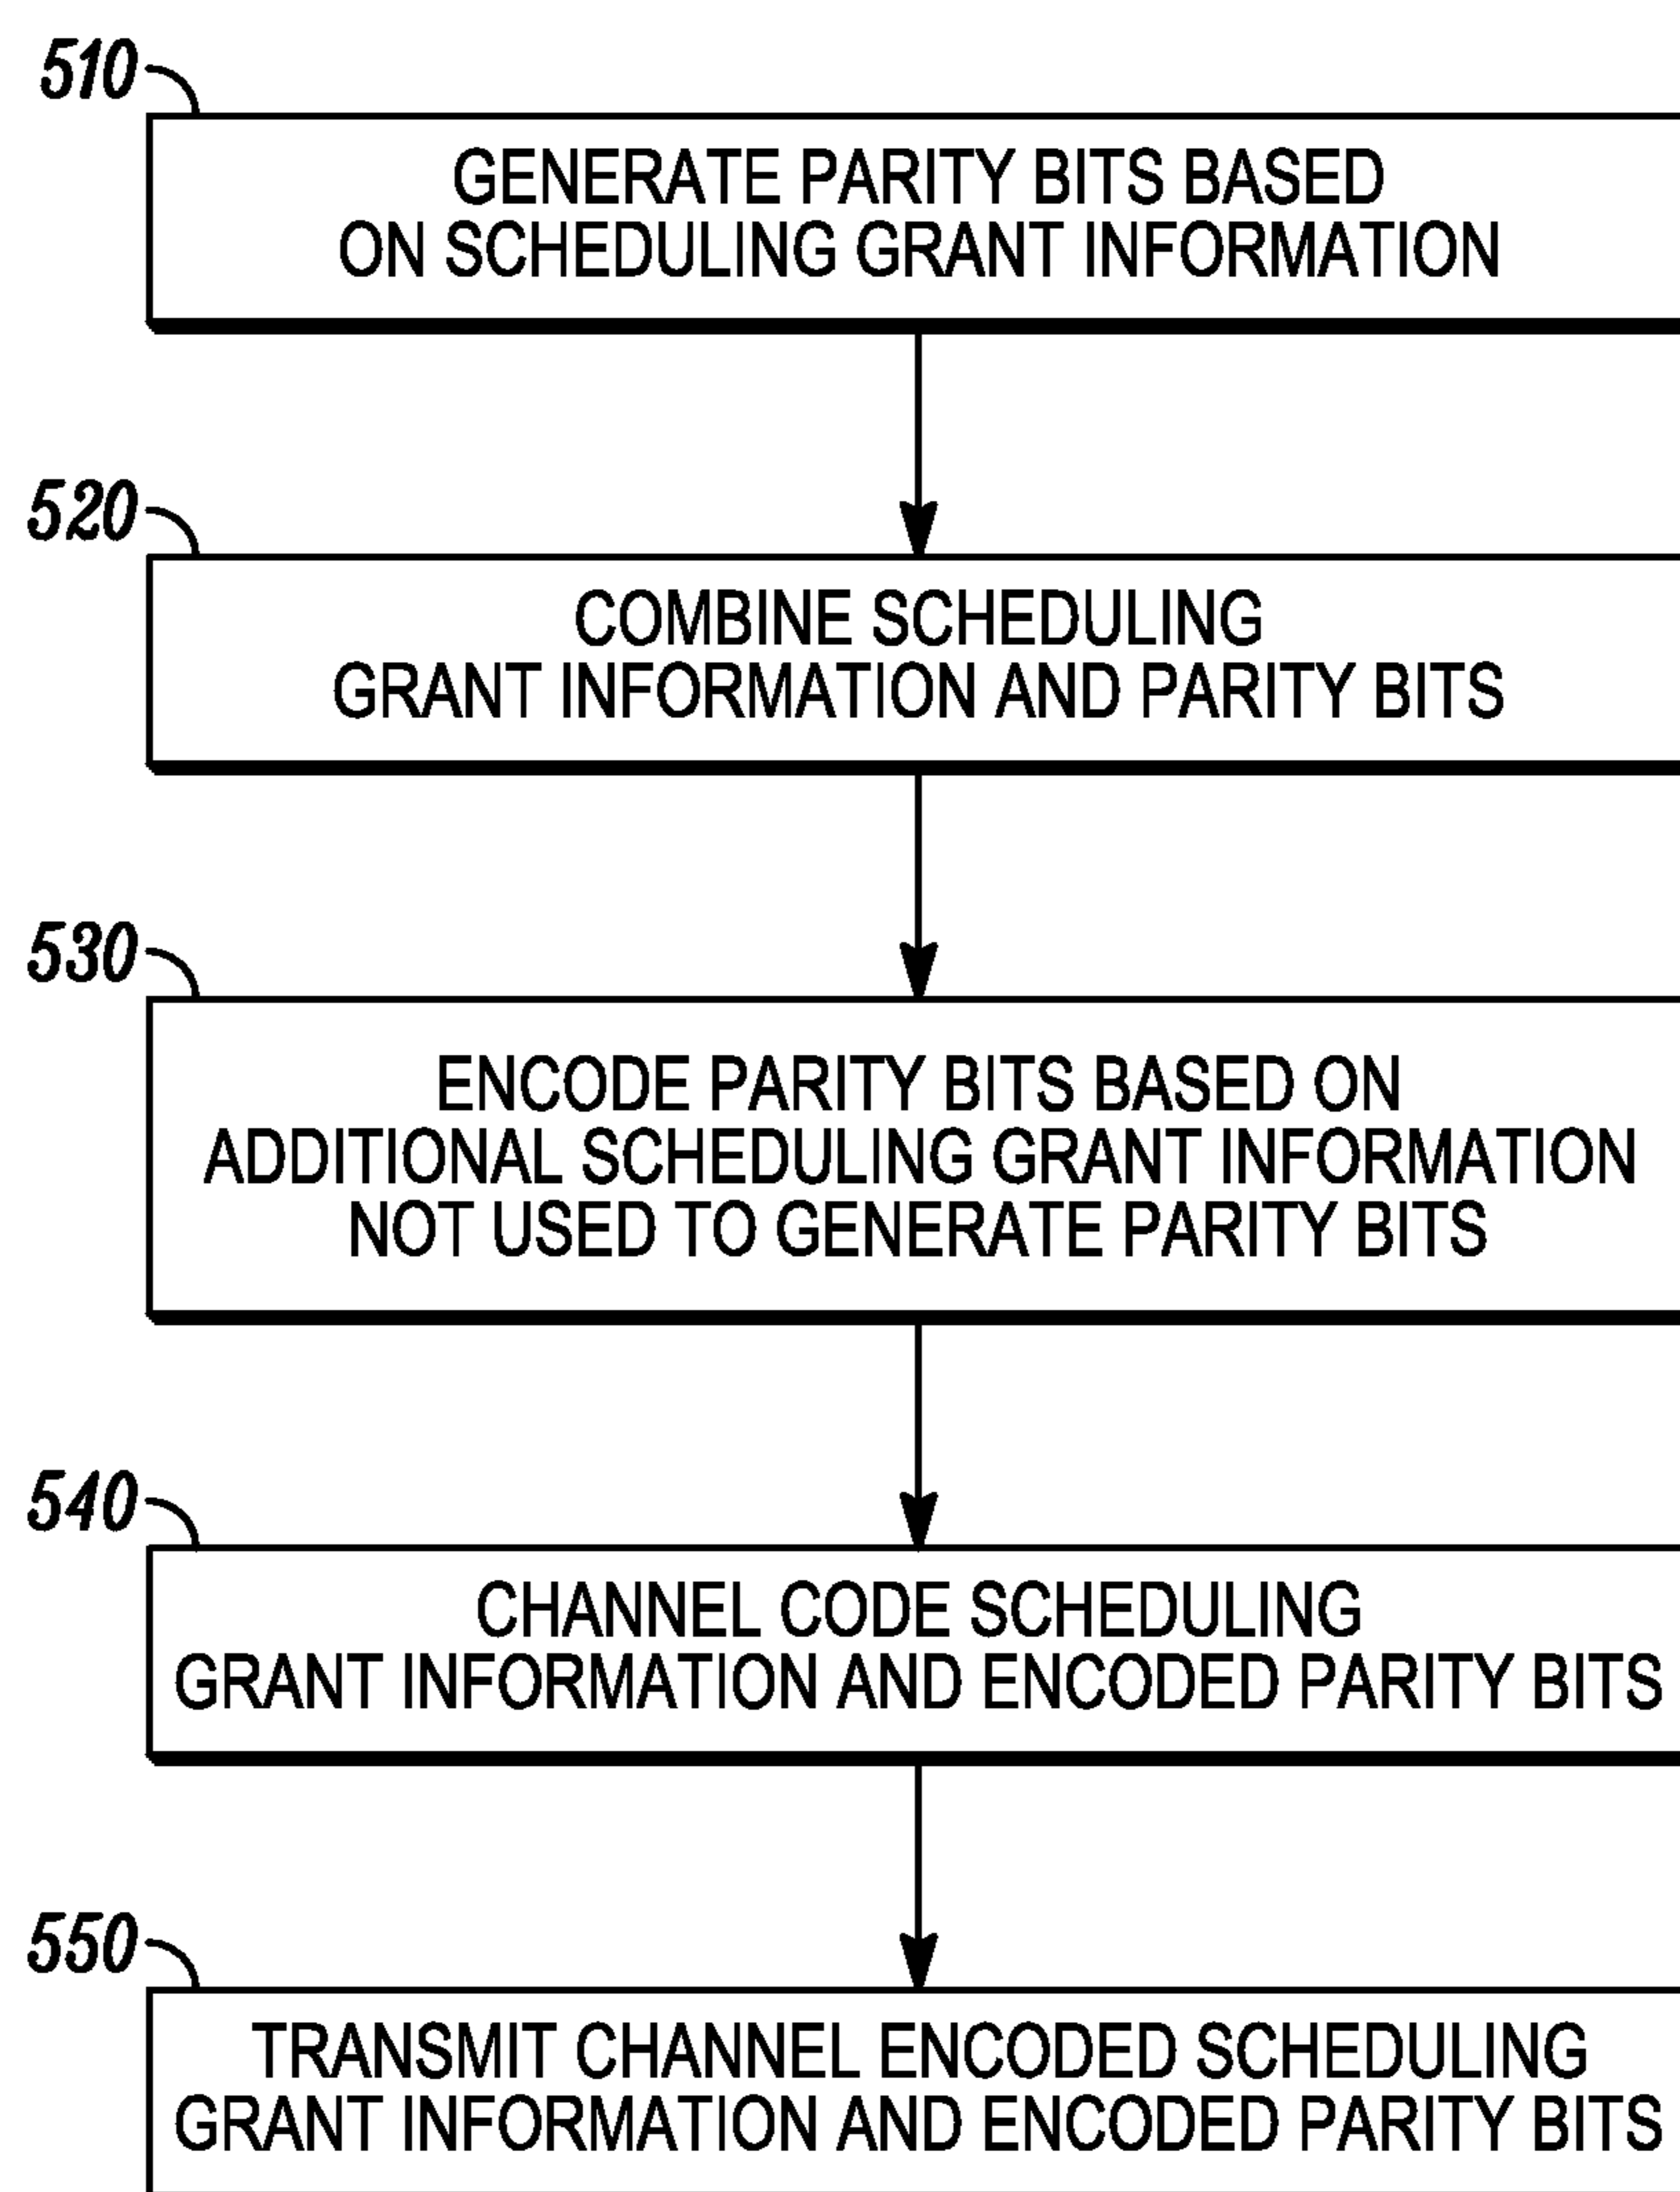 510
GENERATE PARITY BITS BASED
ON SCHEDULING GRANT INFORMATION
520
COMBINE SCHEDULING
GRANT INFORMATION AND PARITY BITS
530
ENCODE PARITY BITS BASED ON
ADDITIONAL SCHEDULING GRANT INFORMATION
NOT USED TO GENERATE PARITY BITS
540
CHANNEL CODE SCHEDULING
GRANT INFORMATION AND ENCODED PARITY BITS
550
TRANSMIT CHANNEL ENCODED SCHEDULING
GRANT INFORMATION AND ENCODED PARITY BITS